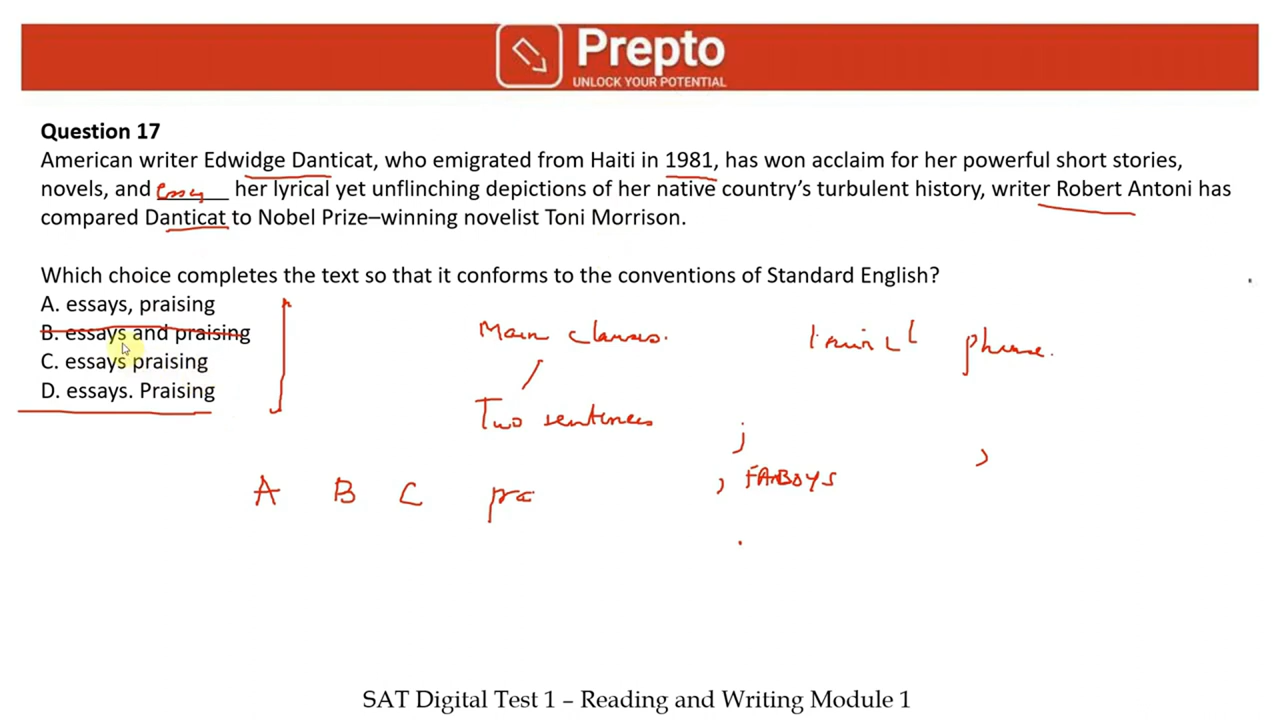 Prepto
UNLOCK YOUR POTENTIAL
Question 17
American writer Edwidge Danticat, who emigrated from Haiti in 1981, has won acclaim for her powerful short stories,
novels, and essay her lyrical yet unflinching depictions of her native country’s turbulent history, writer Robert Antoni has
compared Danticat to Nobel Prize–winning novelist Toni Morrison.
Which choice completes the text so that it conforms to the conventions of Standard English?
A. essays, praising
B. essays and praising
C. essays praising
D. essays. Praising
Main clauses.
phrase.
Two sentences
;
, FANBOYS
,
A B C pra
.
SAT Digital Test 1 – Reading and Writing Module 1